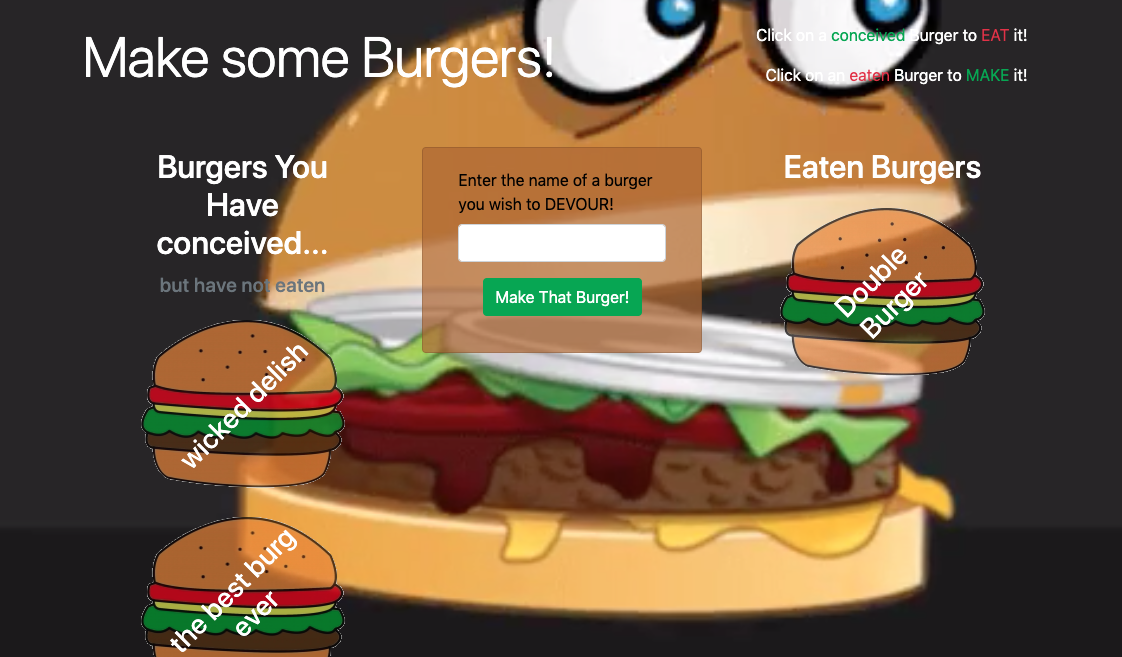 Make some Burgers!
Click on a conceived Burger to EAT it!
Click on an eaten Burger to MAKE it!
Burgers You
Have
conceived...
but have not eaten
wicked delish
the best burg
ever
Enter the name of a burger
you wish to DEVOUR!
Make That Burger!
Eaten Burgers
Double
Burger